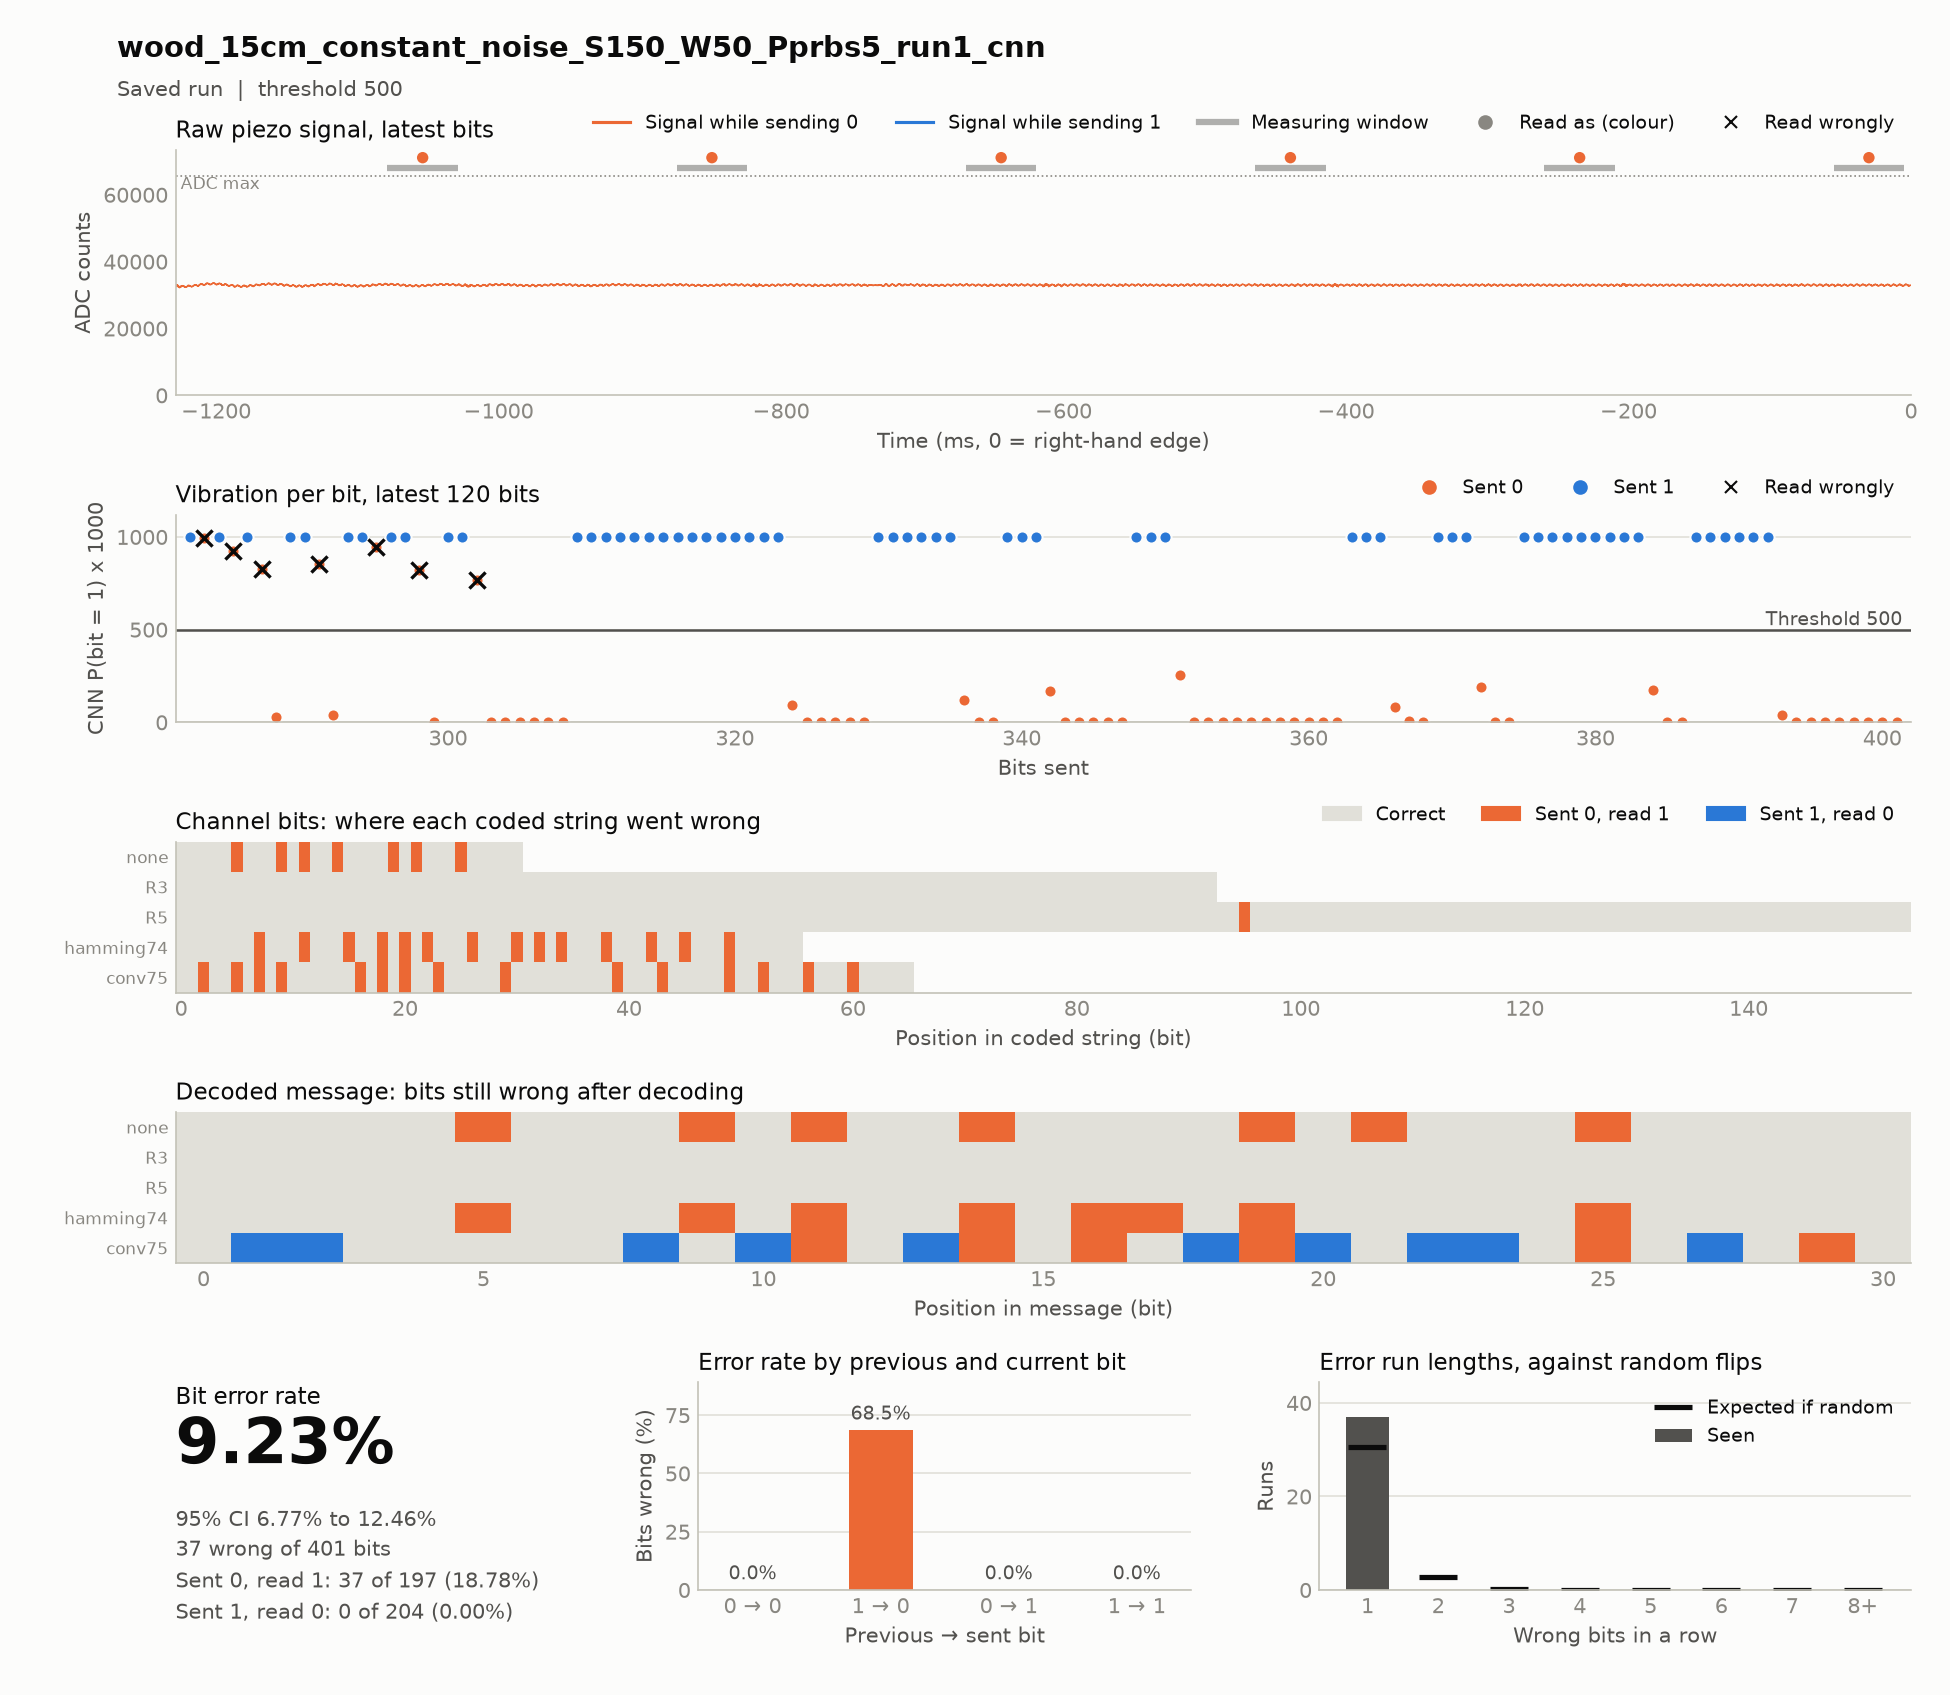 wood_15cm_constant_noise_S150_W50_Pprbs5_run1_cnn
Saved run | threshold 500
Raw piezo signal, latest bits
Signal while sending 0
Signal while sending 1
Measuring window
Read as (colour)
Read wrongly
ADC max
ADC counts
60000
40000
20000
0
−1200 −1000 −800 −600 −400 −200 0
Time (ms, 0 = right-hand edge)
Vibration per bit, latest 120 bits
Sent 0
Sent 1
Read wrongly
CNN P(bit = 1) x 1000
1000
500
0
Threshold 500
300 320 340 360 380 400
Bits sent
Channel bits: where each coded string went wrong
Correct
Sent 0, read 1
Sent 1, read 0
none
R3
R5
hamming74
conv75
0 20 40 60 80 100 120 140
Position in coded string (bit)
Decoded message: bits still wrong after decoding
none
R3
R5
hamming74
conv75
0 5 10 15 20 25 30
Position in message (bit)
Bit error rate
9.23%
95% CI 6.77% to 12.46%
37 wrong of 401 bits
Sent 0, read 1: 37 of 197 (18.78%)
Sent 1, read 0: 0 of 204 (0.00%)
Error rate by previous and current bit
Bits wrong (%)
75
50
25
0
0.0% 68.5% 0.0% 0.0%
0 → 0 1 → 0 0 → 1 1 → 1
Previous → sent bit
Error run lengths, against random flips
Expected if random
Seen
Runs
40
20
0
1 2 3 4 5 6 7 8+
Wrong bits in a row